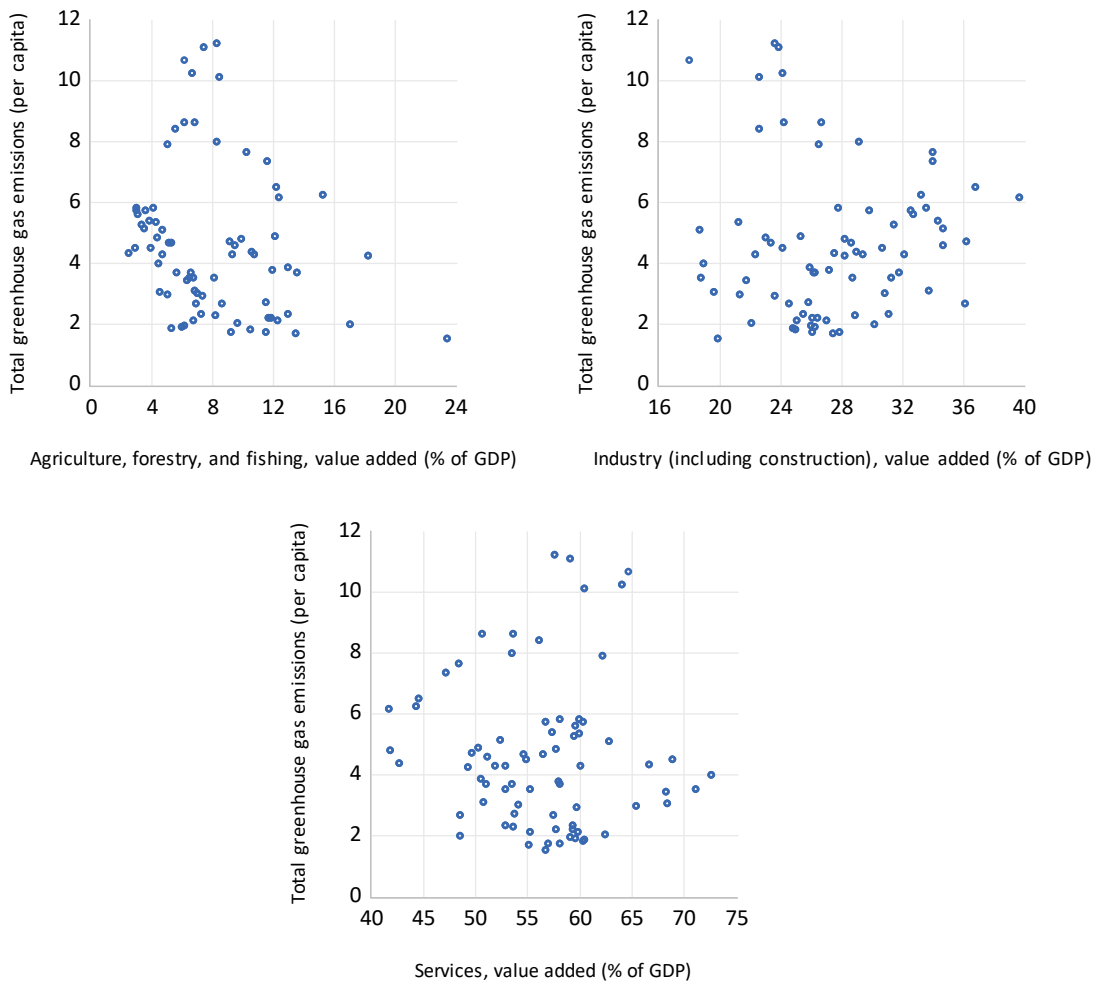 Total greenhouse gas emissions (per capita)
12
10
8
6
4
2
0
0 4 8 12 16 20 24
Agriculture, forestry, and fishing, value added (% of GDP)
Total greenhouse gas emissions (per capita)
12
10
8
6
4
2
0
16 20 24 28 32 36 40
Industry (including construction), value added (% of GDP)
Total greenhouse gas emissions (per capita)
12
10
8
6
4
2
0
40 45 50 55 60 65 70 75
Services, value added (% of GDP)